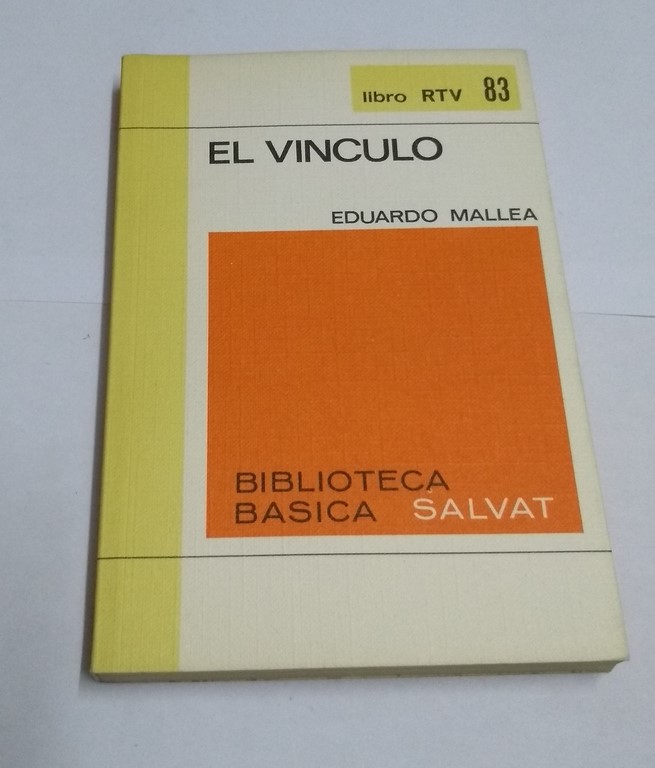 libro RTV 83
EL VINCULO
EDUARDO MALLEA
BIBLIOTECA
BASICA SALVAT